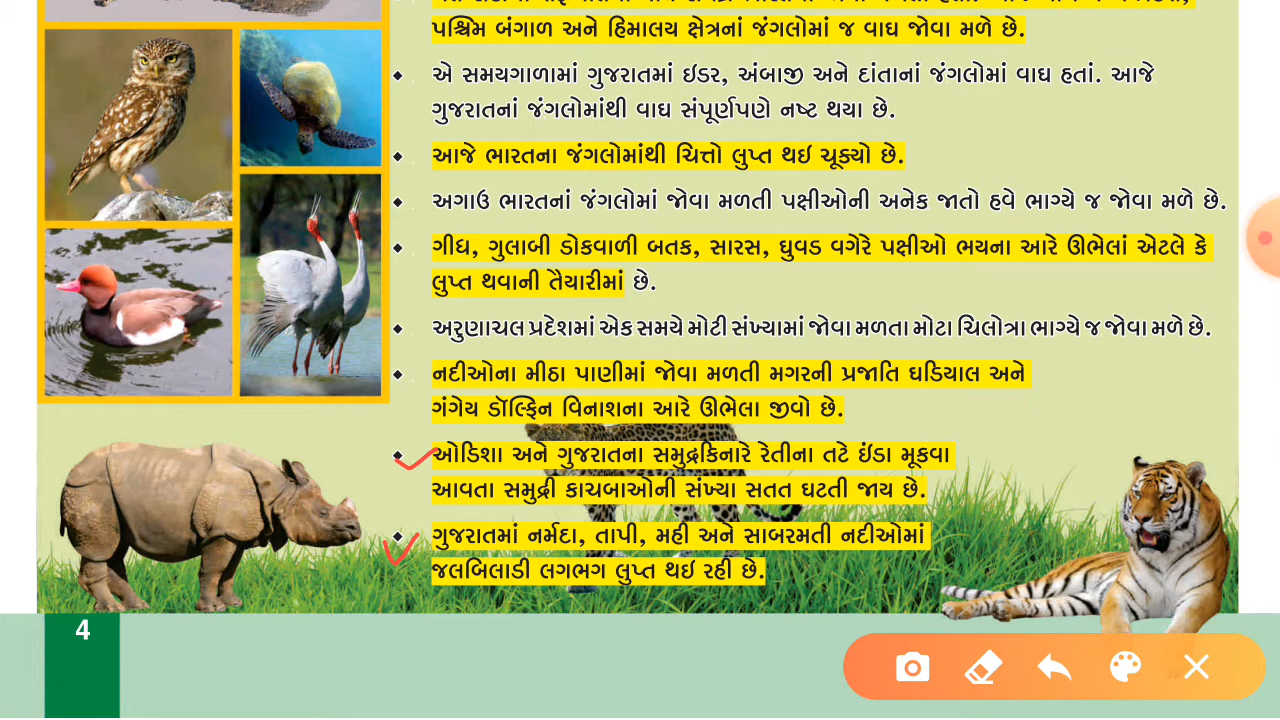 પશ્ચિમ બંગાળ અને હિમાલય ક્ષેત્રનાં જંગલોમાં જ વાઘ જોવા મળે છે.
એ સમયગાળામાં ગુજરાતમાં ઇડર, અંબાજી અને દાંતાનાં જંગલોમાં વાઘ હતાં. આજે
ગુજરાતનાં જંગલોમાંથી વાઘ સંપૂર્ણપણે નષ્ટ થયા છે.
આજે ભારતના જંગલોમાંથી ચિત્તો લુપ્ત થઇ ચૂક્યો છે.
અગાઉ ભારતનાં જંગલોમાં જોવા મળતી પક્ષીઓની અનેક જાતો હવે ભાગ્યે જ જોવા મળે છે.
ગીધ, ગુલાબી ડોકવાળી બતક, સારસ, ઘુવડ વગેરે પક્ષીઓ ભયના આરે ઊભેલાં એટલે કે
લુપ્ત થવાની તૈયારીમાં છે.
અરુણાચલ પ્રદેશમાં એક સમયે મોટી સંખ્યામાં જોવા મળતા મોટા ચિલોત્રા ભાગ્યે જ જોવા મળે છે.
નદીઓના મીઠા પાણીમાં જોવા મળતી મગરની પ્રજાતિ ઘડિયાલ અને
ગંગેય ડૉલ્ફિન વિનાશના આરે ઊભેલા જીવો છે.
ઓડિશા અને ગુજરાતના સમુદ્રકિનારે રેતીના તટે ઈંડા મૂકવા
આવતા સમુદ્રી કાચબાઓની સંખ્યા સતત ઘટતી જાય છે.
ગુજરાતમાં નર્મદા, તાપી, મહી અને સાબરમતી નદીઓમાં
જલબિલાડી લગભગ લુપ્ત થઇ રહી છે.
4